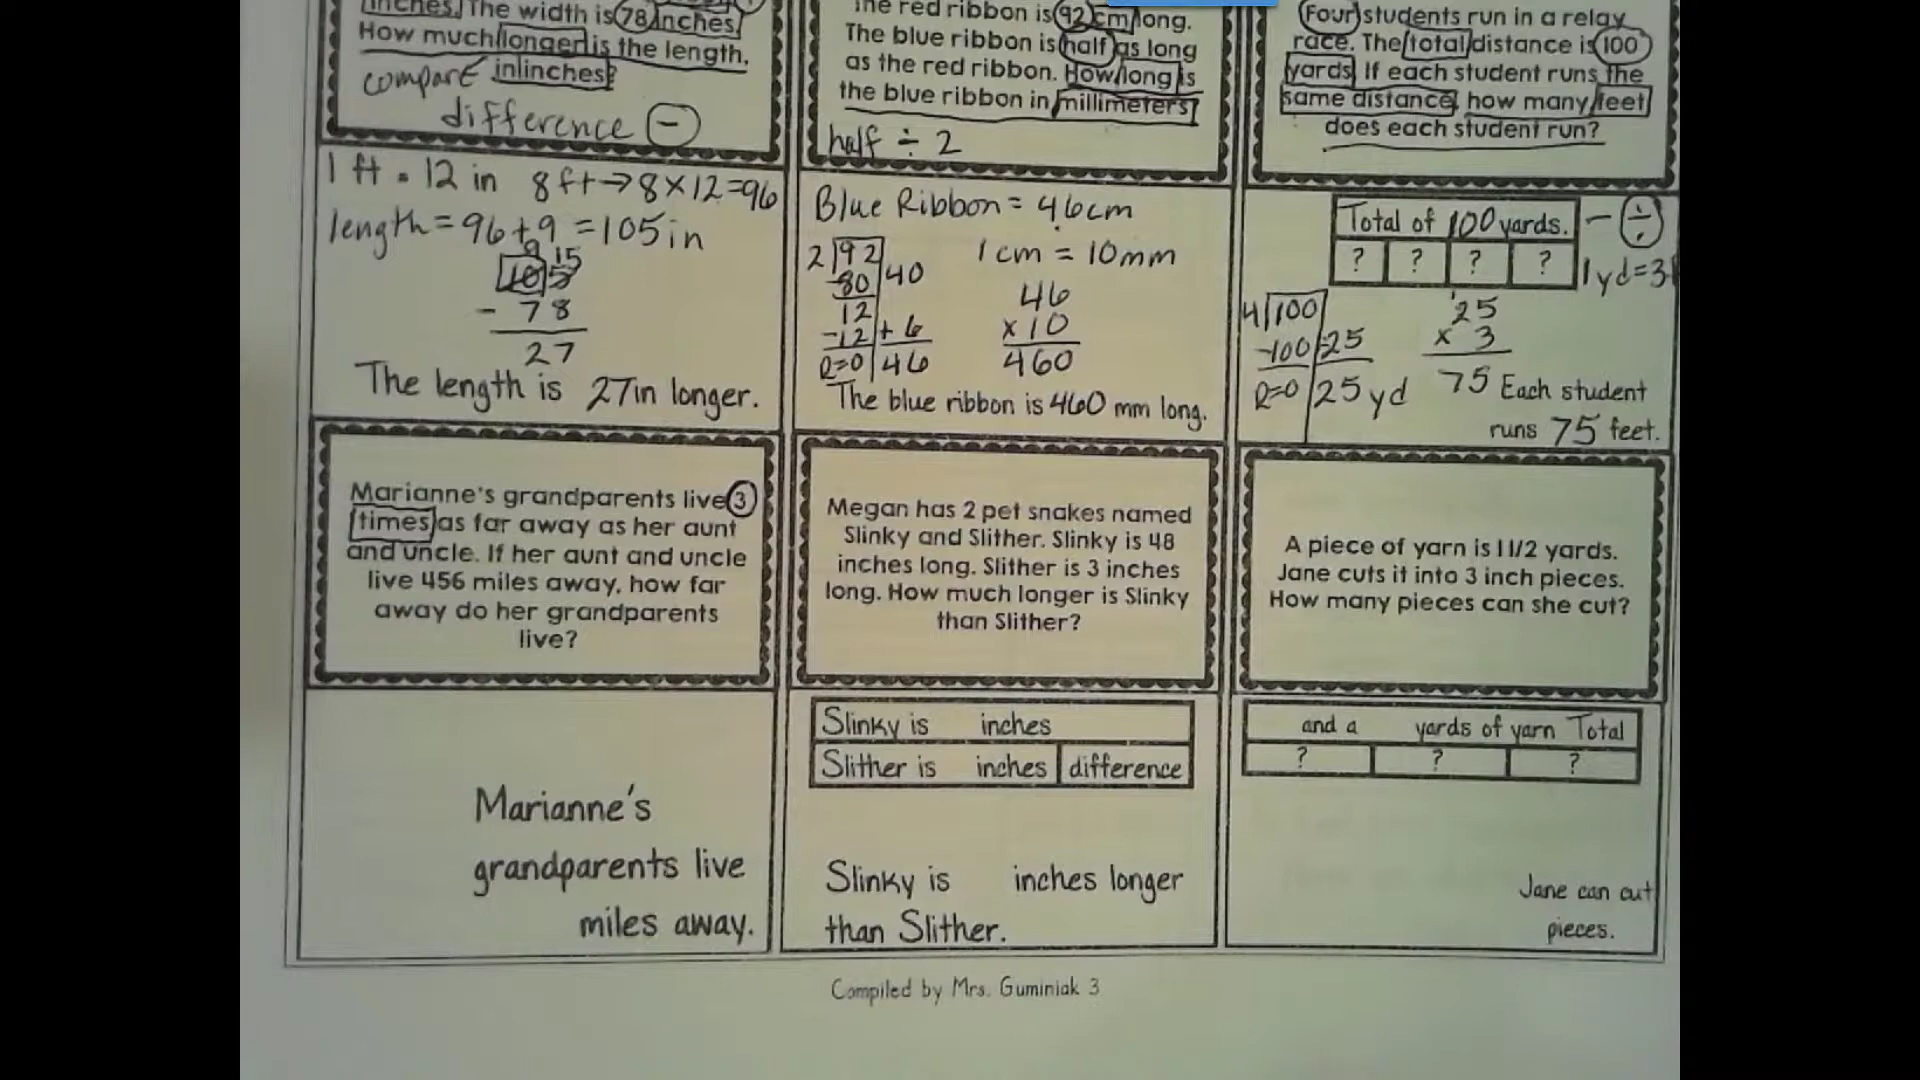 inches. The width is 78 inches.
How much longer is the length,
in inches?
compare
difference −
1 ft = 12 in 8 ft → 8 × 12 = 96
length = 96 + 9 = 105 in
9 15
105
- 78
27
The length is 27in longer.
The red ribbon is 92 cm long.
The blue ribbon is half as long
as the red ribbon. How long is
the blue ribbon in millimeters?
half ÷ 2
Blue Ribbon = 46cm
1 cm = 10mm
2 92
-80 40
12
-12 + 6
R=0 46
46
x 10
460
The blue ribbon is 460 mm long.
Four students run in a relay
race. The total distance is 100
yards. If each student runs the
same distance, how many feet
does each student run?
Total of 100 yards. − ÷
? ? ? ?
1 yd = 3
4 100
-100 25
R=0 25 yd
25
x 3
75 Each student
runs 75 feet.
Marianne's grandparents live 3
times as far away as her aunt
and uncle. If her aunt and uncle
live 456 miles away, how far
away do her grandparents
live?
Marianne's
grandparents live
miles away.
Megan has 2 pet snakes named
Slinky and Slither. Slinky is 48
inches long. Slither is 3 inches
long. How much longer is Slinky
than Slither?
Slinky is inches
Slither is inches difference
Slinky is inches longer
than Slither.
A piece of yarn is 1 1/2 yards.
Jane cuts it into 3 inch pieces.
How many pieces can she cut?
and a yards of yarn Total
? ? ?
Jane can cut
pieces.
Compiled by Mrs. Guminiak 3